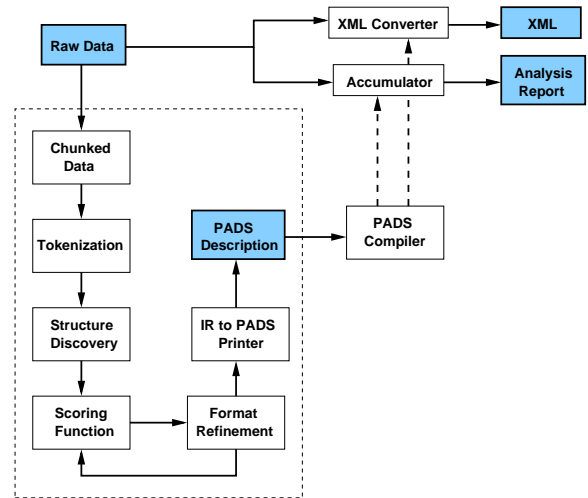 Raw Data
XML Converter
XML
Accumulator
Analysis
Report
Chunked
Data
Tokenization
PADS
Description
PADS
Compiler
Structure
Discovery
IR to PADS
Printer
Scoring
Function
Format
Refinement